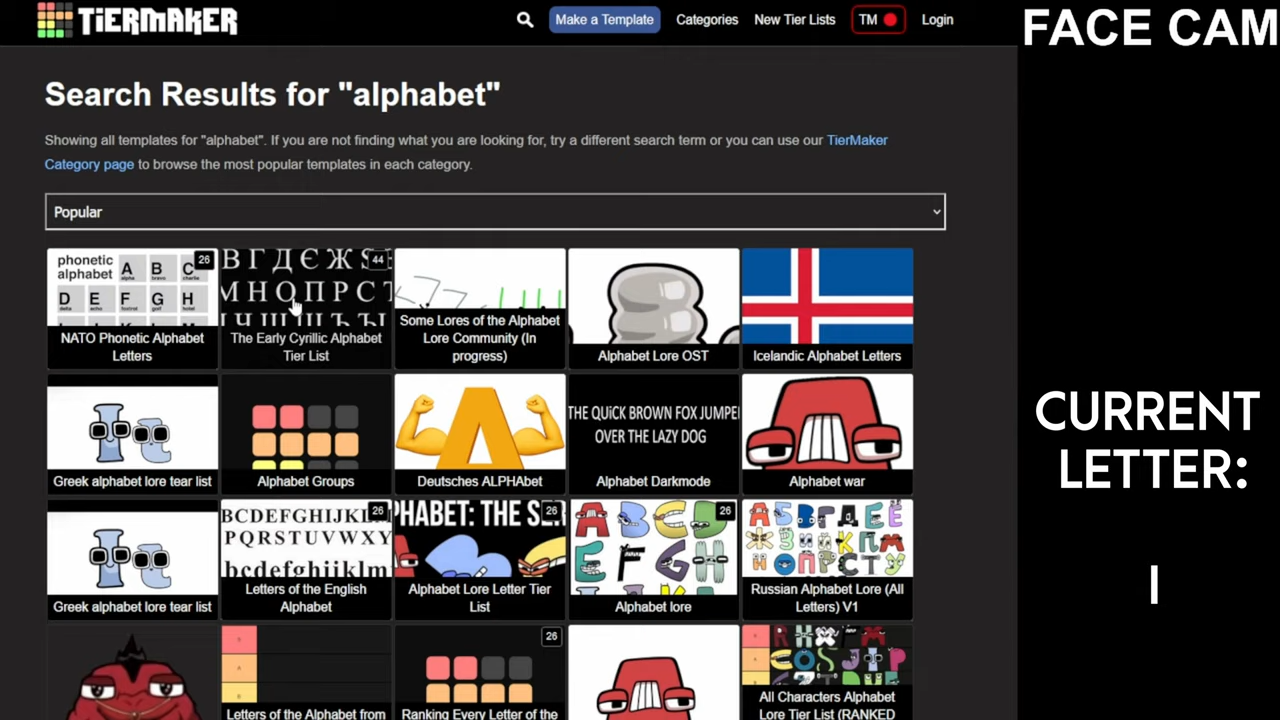 TiERMAKER
Make a Template
Categories
New Tier Lists
TM
Login
FACE CAM
Search Results for "alphabet"
Showing all templates for "alphabet". If you are not finding what you are looking for, try a different search term or you can use our TierMaker
Category page to browse the most popular templates in each category.
Popular
phonetic
alphabet
A B C
D E F G H
26
NATO Phonetic Alphabet
Letters
В Г Д Є Ж Ѕ
44
М Н О П Р С Т
The Early Cyrillic Alphabet
Tier List
Some Lores of the Alphabet
Lore Community (In
progress)
Alphabet Lore OST
Icelandic Alphabet Letters
Greek alphabet lore tear list
Alphabet Groups
Deutsches ALPHAbet
THE QUiCK BROWN FOX JUMPE
OVER THE LAZY DOG
Alphabet Darkmode
Alphabet war
CURRENT
LETTER:
I
Greek alphabet lore tear list
BCDEFGHIJKL
26
PQRSTUVWXY
bcdefghijklm
Letters of the English
Alphabet
PHABET: THE SER
26
Alphabet Lore Letter Tier
List
A B C D
26
E F G H
Alphabet lore
Russian Alphabet Lore (All
Letters) V1
Letters of the Alphabet from
26
Ranking Every Letter of the
All Characters Alphabet
Lore Tier List (RANKED